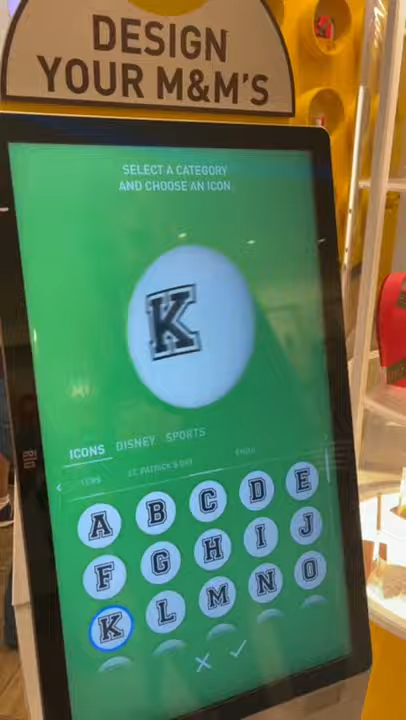 DESIGN
YOUR M&M'S
SELECT A CATEGORY
AND CHOOSE AN ICON
K
ICONS DISNEY SPORTS
ST. PATRICK'S DAY
A B C D E
F G H I J
K L M N O